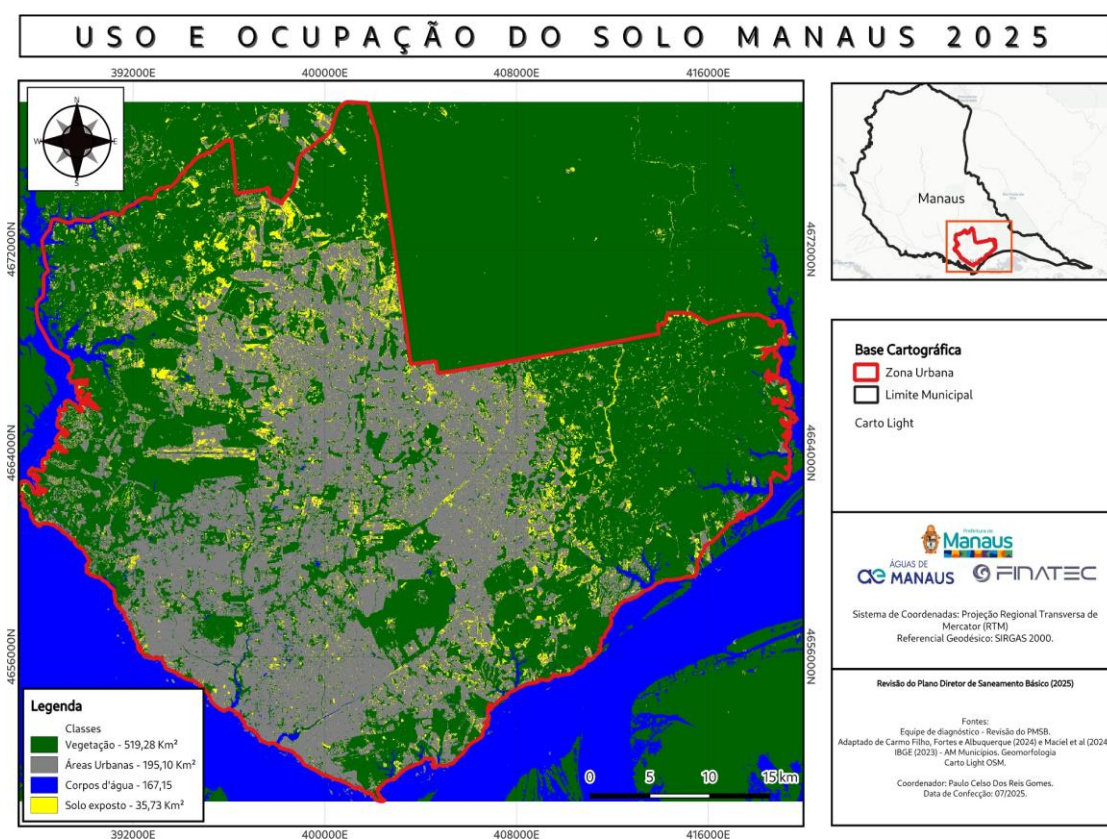 USO E OCUPAÇÃO DO SOLO MANAUS 2025
392000E 400000E 408000E 416000E
N
W E
S
4672000N
4664000N
4656000N
4672000N
4664000N
4656000N
Legenda
Classes
Vegetação - 519,28 Km²
Áreas Urbanas - 195,10 Km²
Corpos d'água - 167,15
Solo exposto - 35,73 Km²
0 5 10 15 km
392000E 400000E 408000E 416000E
Manaus
Base Cartográfica
Zona Urbana
Limite Municipal
Carto Light
Prefeitura de
Manaus
ÁGUAS DE
MANAUS
FINATEC
Sistema de Coordenadas: Projeção Regional Transversa de
Mercator (RTM)
Referencial Geodésico: SIRGAS 2000.
Revisão do Plano Diretor de Saneamento Básico (2025)
Fontes:
Equipe de diagnóstico - Revisão do PMSB.
Adaptado de Carmo Filho, Fortes e Albuquerque (2024) e Maciel et al (2024
IBGE (2023) - AM Municípios. Geomorfologia
Carto Light OSM.
Coordenador: Paulo Celso Dos Reis Gomes.
Data de Confecção: 07/2025.